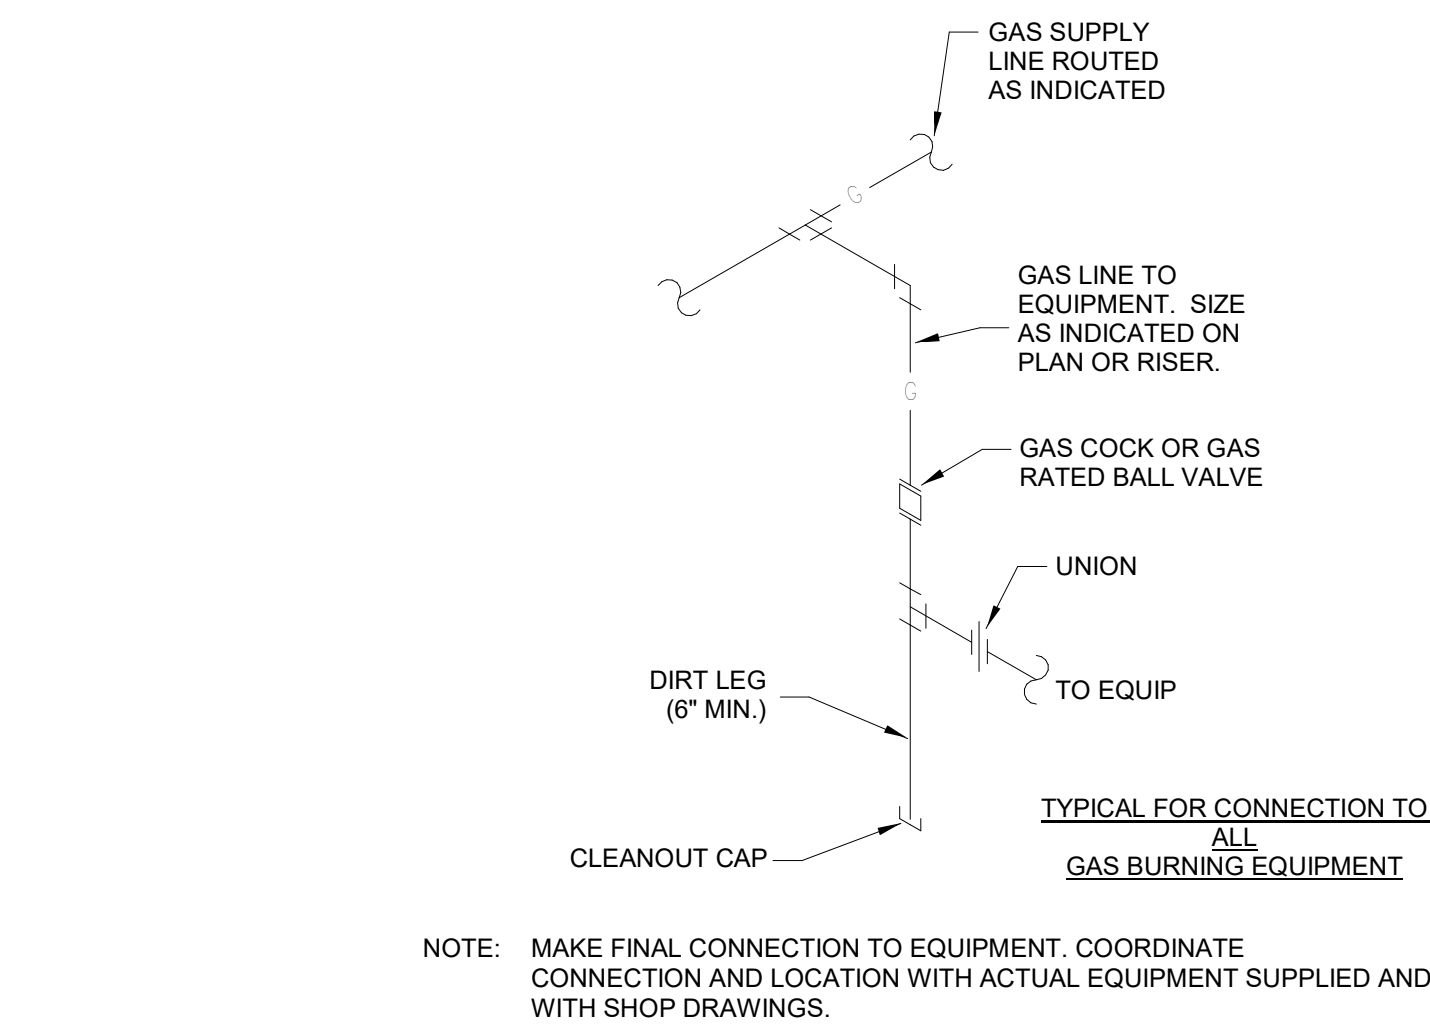 GAS SUPPLY
LINE ROUTED
AS INDICATED
G
GAS LINE TO
EQUIPMENT.  SIZE
AS INDICATED ON
PLAN OR RISER.
G
GAS COCK OR GAS
RATED BALL VALVE
UNION
TO EQUIP
DIRT LEG
(6" MIN.)
CLEANOUT CAP
TYPICAL FOR CONNECTION TO
ALL
GAS BURNING EQUIPMENT
NOTE: MAKE FINAL CONNECTION TO EQUIPMENT. COORDINATE
CONNECTION AND LOCATION WITH ACTUAL EQUIPMENT SUPPLIED AND
WITH SHOP DRAWINGS.